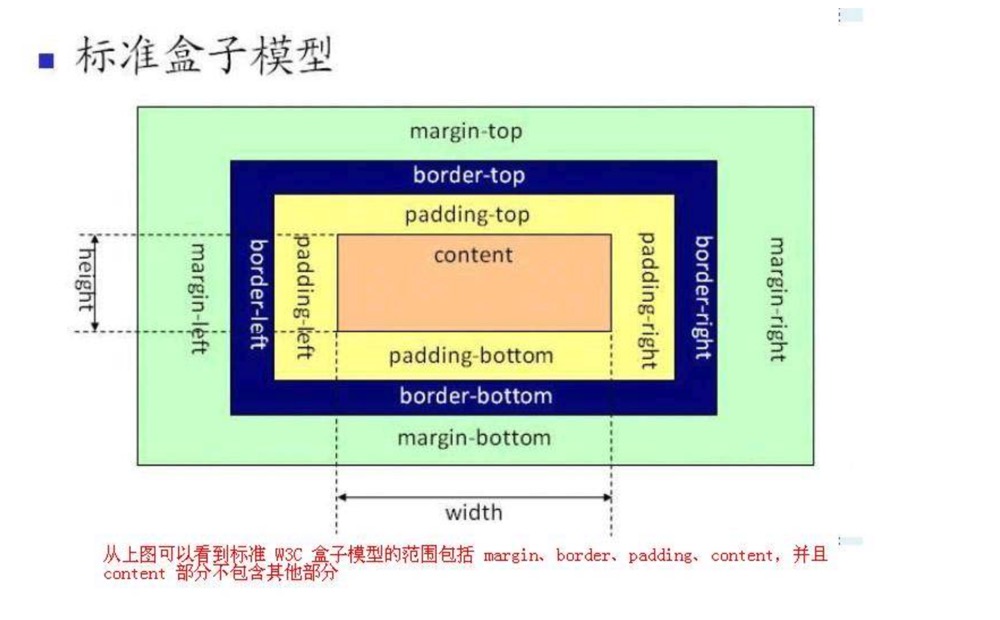 标准盒子模型
margin-top
border-top
padding-top
content
height
margin-left
border-left
padding-left
padding-right
border-right
margin-right
padding-bottom
border-bottom
margin-bottom
width
从上图可以看到标准 W3C 盒子模型的范围包括 margin、border、padding、content，并且
content 部分不包含其他部分